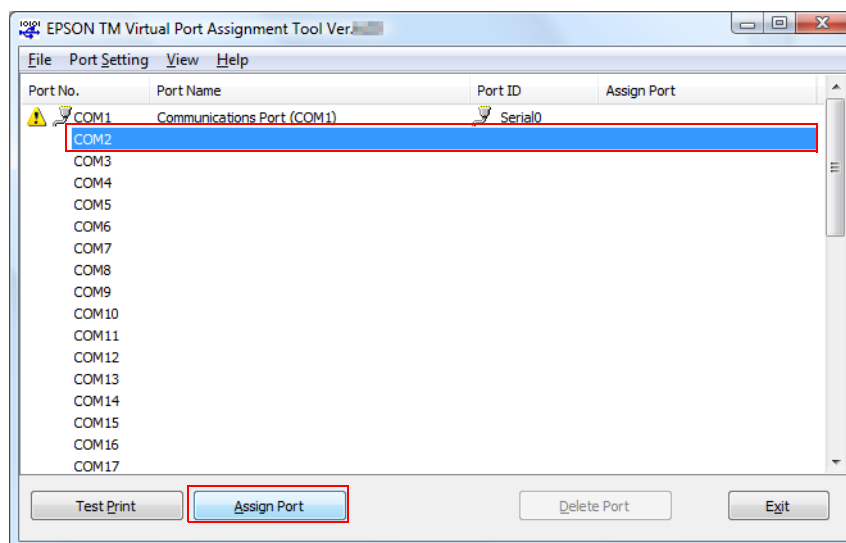 EPSON TM Virtual Port Assignment Tool Ver.
File Port Setting View Help
Port No. Port Name Port ID Assign Port
COM1 Communications Port (COM1) Serial0
COM2
COM3
COM4
COM5
COM6
COM7
COM8
COM9
COM10
COM11
COM12
COM13
COM14
COM15
COM16
COM17
Test Print Assign Port Delete Port Exit